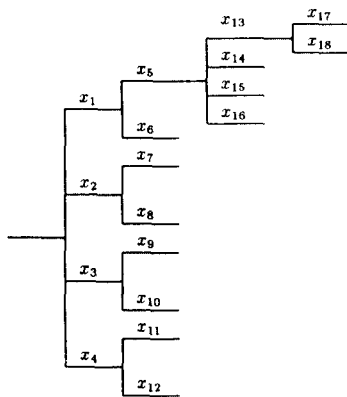 x₁₃ x₁₇
x₁₈
x₅ x₁₄
x₁ x₁₅
x₁₆
x₆
x₇
x₂
x₈
x₉
x₃
x₁₀
x₁₁
x₄
x₁₂